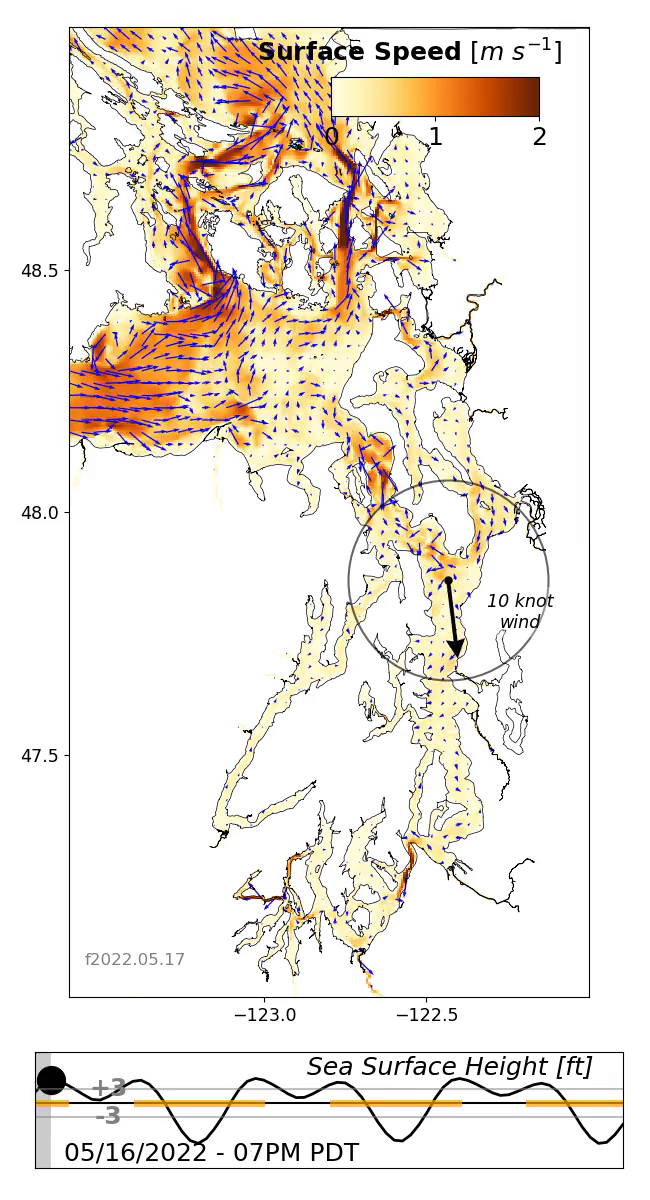 Surface Speed [m s⁻¹]
0 1 2
48.5
48.0
10 knot
wind
47.5
f2022.05.17
−123.0 −122.5
Sea Surface Height [ft]
+3
-3
05/16/2022 - 07PM PDT